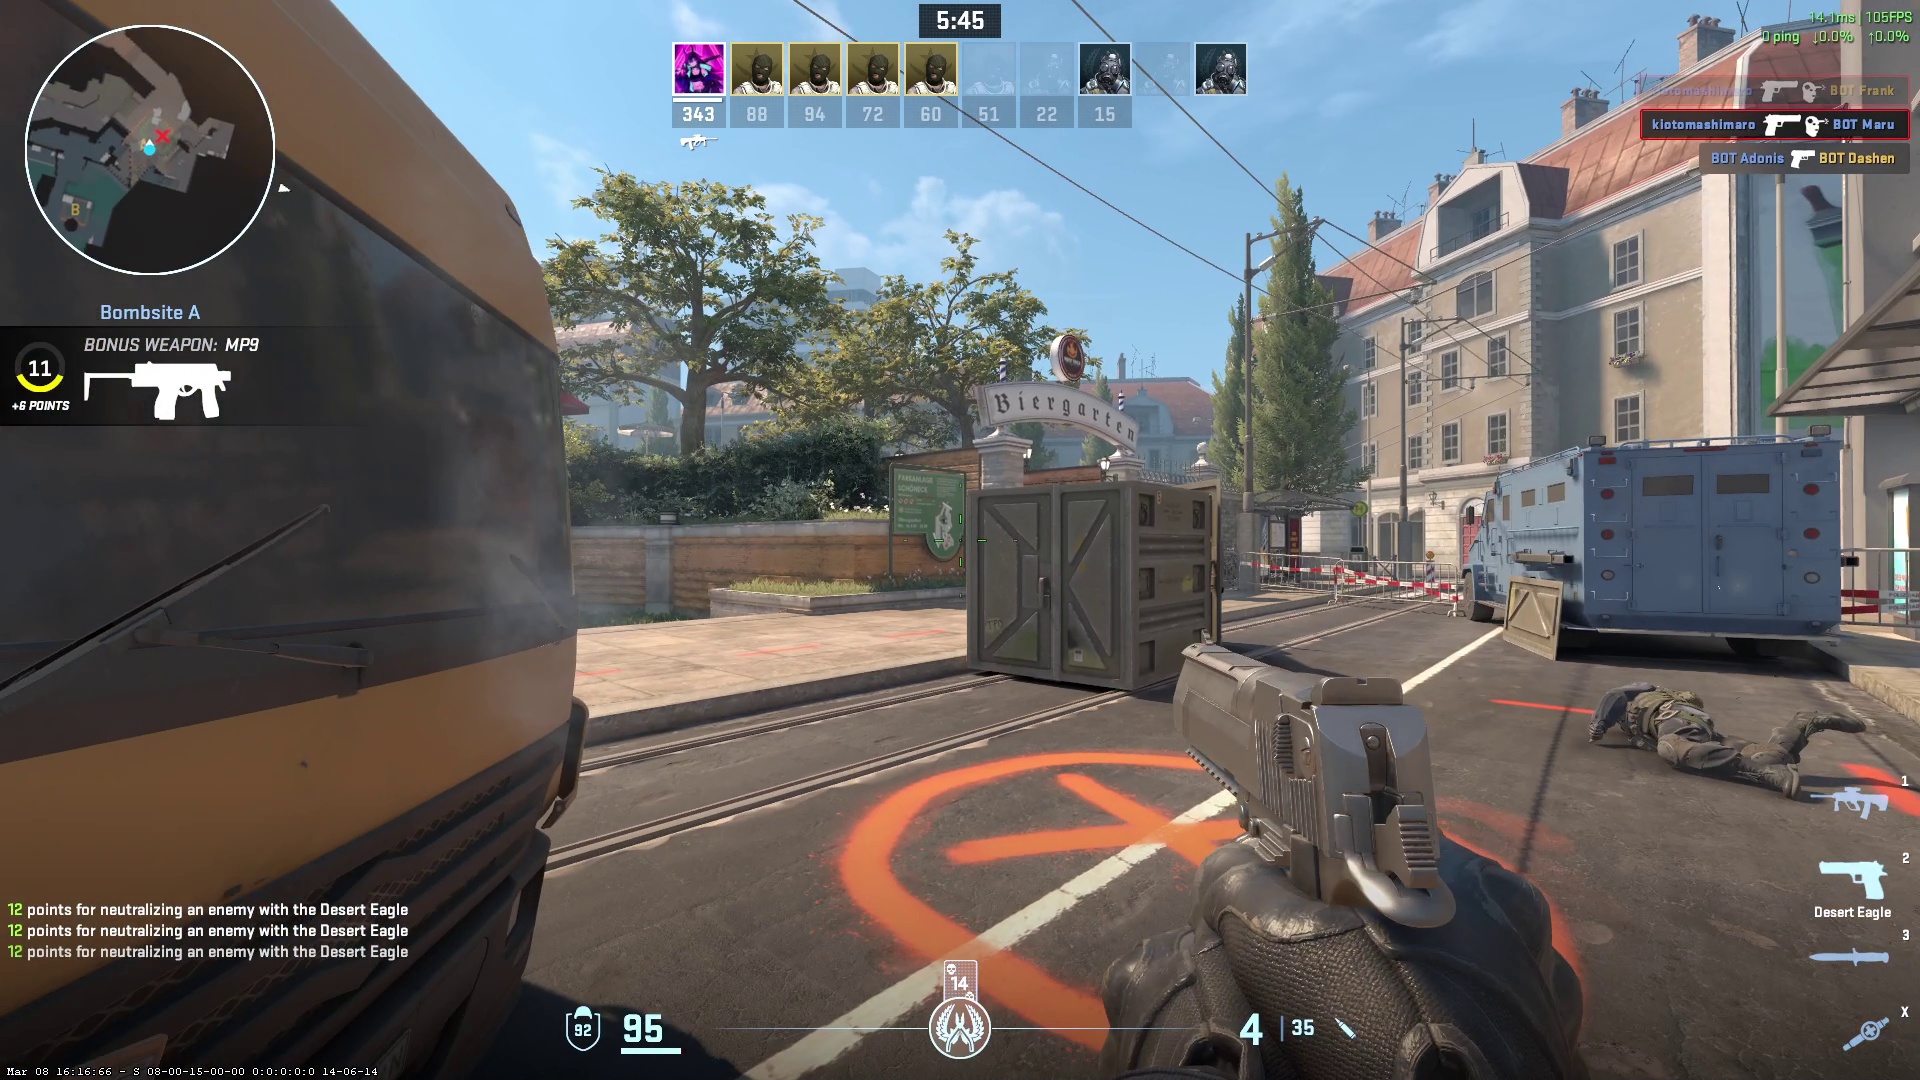 5:45
14.1ms | 105FPS
0 ping ↓0.0% ↑0.0%
343 88 94 72 60 51 22 15
kiotomashimaro BOT Frank
kiotomashimaro BOT Maru
BOT Adonis BOT Dashen
B
Bombsite A
BONUS WEAPON: MP9
11
+6 POINTS
Biergarten
PARKANLAGE
SCHÖNECK
1
2
Desert Eagle
3
X
12 points for neutralizing an enemy with the Desert Eagle
12 points for neutralizing an enemy with the Desert Eagle
12 points for neutralizing an enemy with the Desert Eagle
14
92 95
4 | 35
Mar 08 16:16:66 - S 08-00-15-00-00 0:0:0:0:0 14-06-14